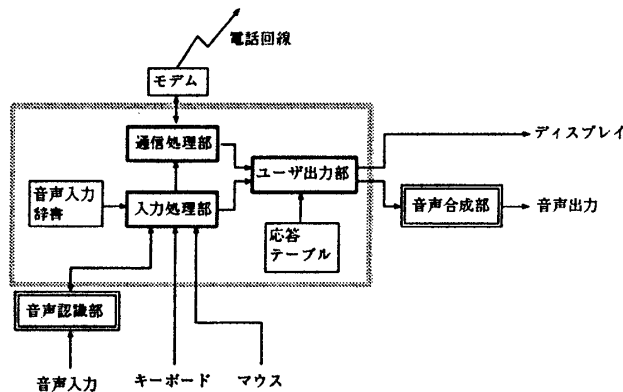 電話回線
モデム
通信処理部
ディスプレイ
ユーザ出力部
音声入力
辞書
入力処理部
音声合成部
音声出力
応答
テーブル
音声認識部
音声入力
キーボード
マウス